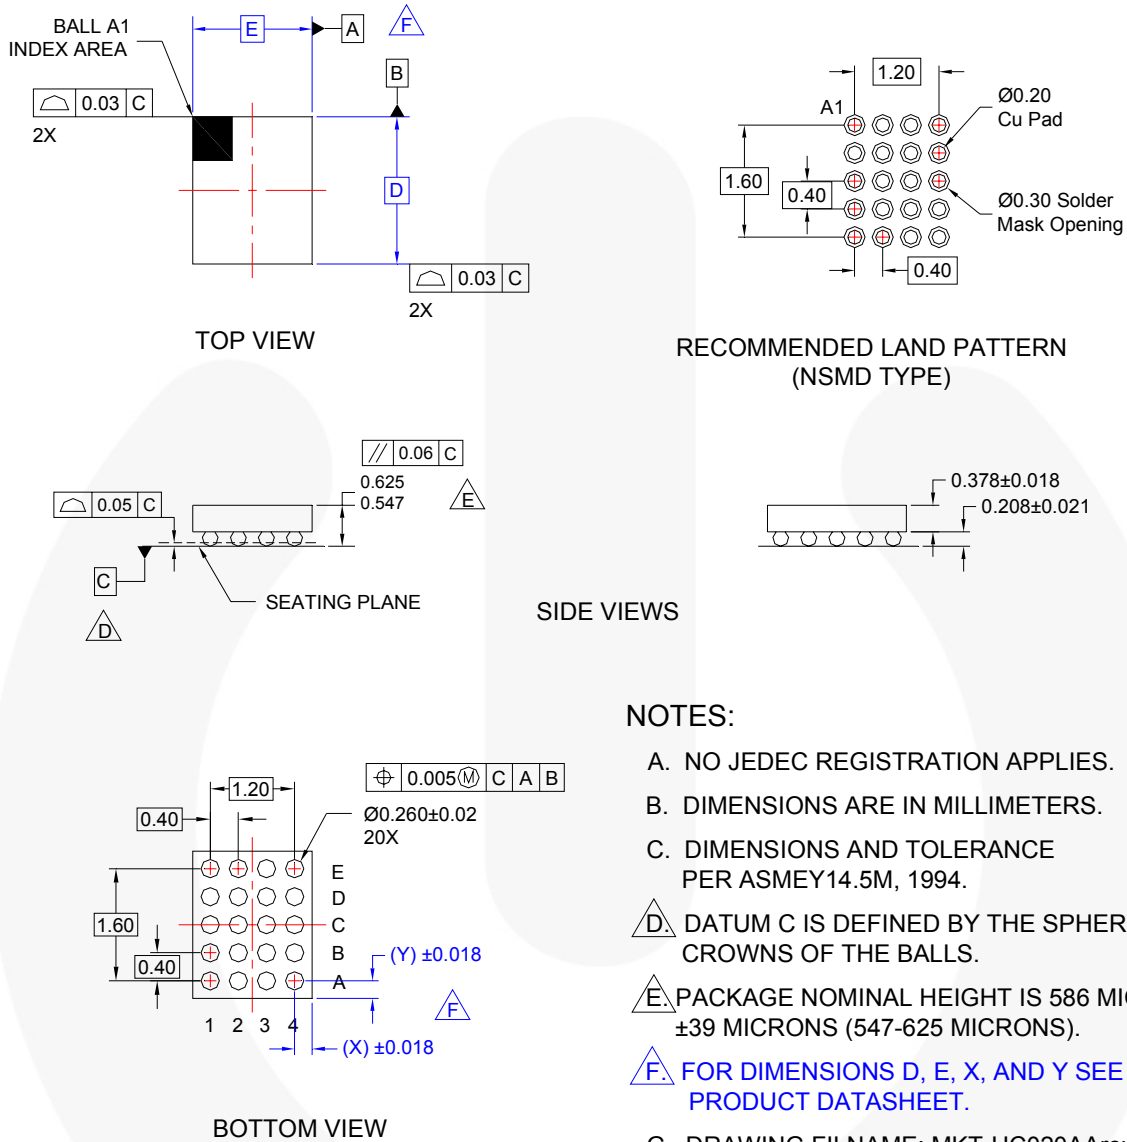 BALL A1
INDEX AREA
E
A
F
B
0.03 C
2X
D
0.03 C
2X
TOP VIEW
1.20
A1
Ø0.20
Cu Pad
1.60
0.40
Ø0.30 Solder
Mask Opening
0.40
RECOMMENDED LAND PATTERN
(NSMD TYPE)
// 0.06 C
0.625
0.547
E
0.05 C
C
D
SEATING PLANE
0.378±0.018
0.208±0.021
SIDE VIEWS
1.20
0.005Ⓜ C A B
0.40
Ø0.260±0.02
20X
E
D
C
B
A
1.60
0.40
(Y) ±0.018
F
1 2 3 4
(X) ±0.018
BOTTOM VIEW
NOTES:
A. NO JEDEC REGISTRATION APPLIES.
B. DIMENSIONS ARE IN MILLIMETERS.
C. DIMENSIONS AND TOLERANCE
PER ASMEY14.5M, 1994.
D. DATUM C IS DEFINED BY THE SPHER
CROWNS OF THE BALLS.
E. PACKAGE NOMINAL HEIGHT IS 586 MIC
±39 MICRONS (547-625 MICRONS).
F. FOR DIMENSIONS D, E, X, AND Y SEE
PRODUCT DATASHEET.